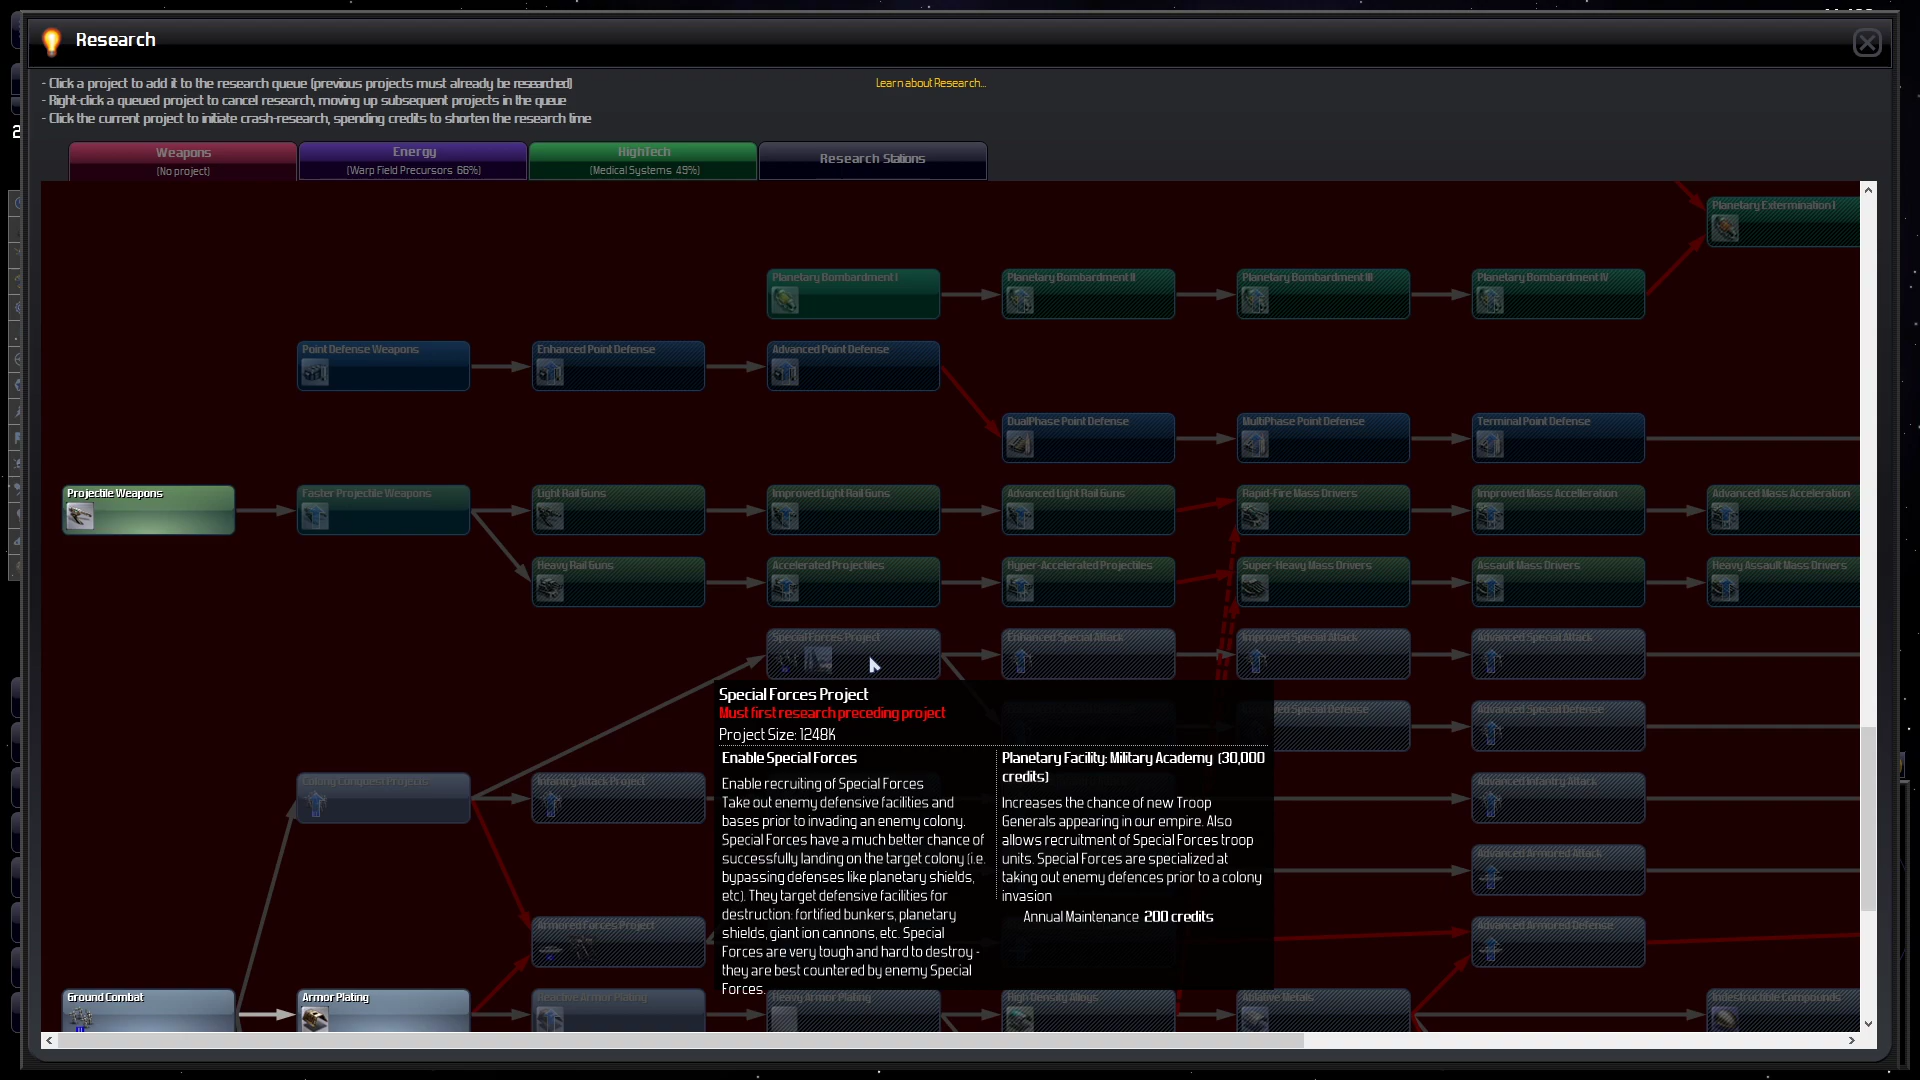 Research
- Click a project to add it to the research queue (previous projects must already be researched)
Learn about Research...
- Right-click a queued project to cancel research, moving up subsequent projects in the queue
- Click the current project to initiate crash-research, spending credits to shorten the research time
Weapons
(No project)
Energy
(Warp Field Precursors 66%)
HighTech
(Medical Systems 49%)
Research Stations
Planetary Extermination I
Planetary Bombardment I
Planetary Bombardment II
Planetary Bombardment III
Planetary Bombardment IV
Point Defense Weapons
Enhanced Point Defense
Advanced Point Defense
DualPhase Point Defense
MultiPhase Point Defense
Terminal Point Defense
Projectile Weapons
Faster Projectile Weapons
Light Rail Guns
Improved Light Rail Guns
Advanced Light Rail Guns
Rapid-Fire Mass Drivers
Improved Mass Accelleration
Advanced Mass Acceleration
Heavy Rail Guns
Accelerated Projectiles
Hyper-Accelerated Projectiles
Super-Heavy Mass Drivers
Assault Mass Drivers
Heavy Assault Mass Drivers
Special Forces Project
Enhanced Special Attack
Improved Special Attack
Advanced Special Attack
Special Defense
Advanced Special Defense
Colony Conquest Projects
Infantry Attack Project
Advanced Infantry Attack
Advanced Armored Attack
Armored Forces Project
Advanced Armored Defense
Ground Combat
Armor Plating
Reactive Armor Plating
Heavy Armor Plating
High Density Alloys
Ablative Metals
Indestructible Compounds
Special Forces Project
Must first research preceding project
Project Size: 1248K
Enable Special Forces
Enable recruiting of Special Forces
Take out enemy defensive facilities and
bases prior to invading an enemy colony.
Special Forces have a much better chance of
successfully landing on the target colony (i.e.
bypassing defenses like planetary shields,
etc). They target defensive facilities for
destruction: fortified bunkers, planetary
shields, giant ion cannons, etc. Special
Forces are very tough and hard to destroy -
they are best countered by enemy Special
Forces.
Planetary Facility: Military Academy (30,000
credits)
Increases the chance of new Troop
Generals appearing in our empire. Also
allows recruitment of Special Forces troop
units. Special Forces are specialized at
taking out enemy defences prior to a colony
invasion
Annual Maintenance 200 credits